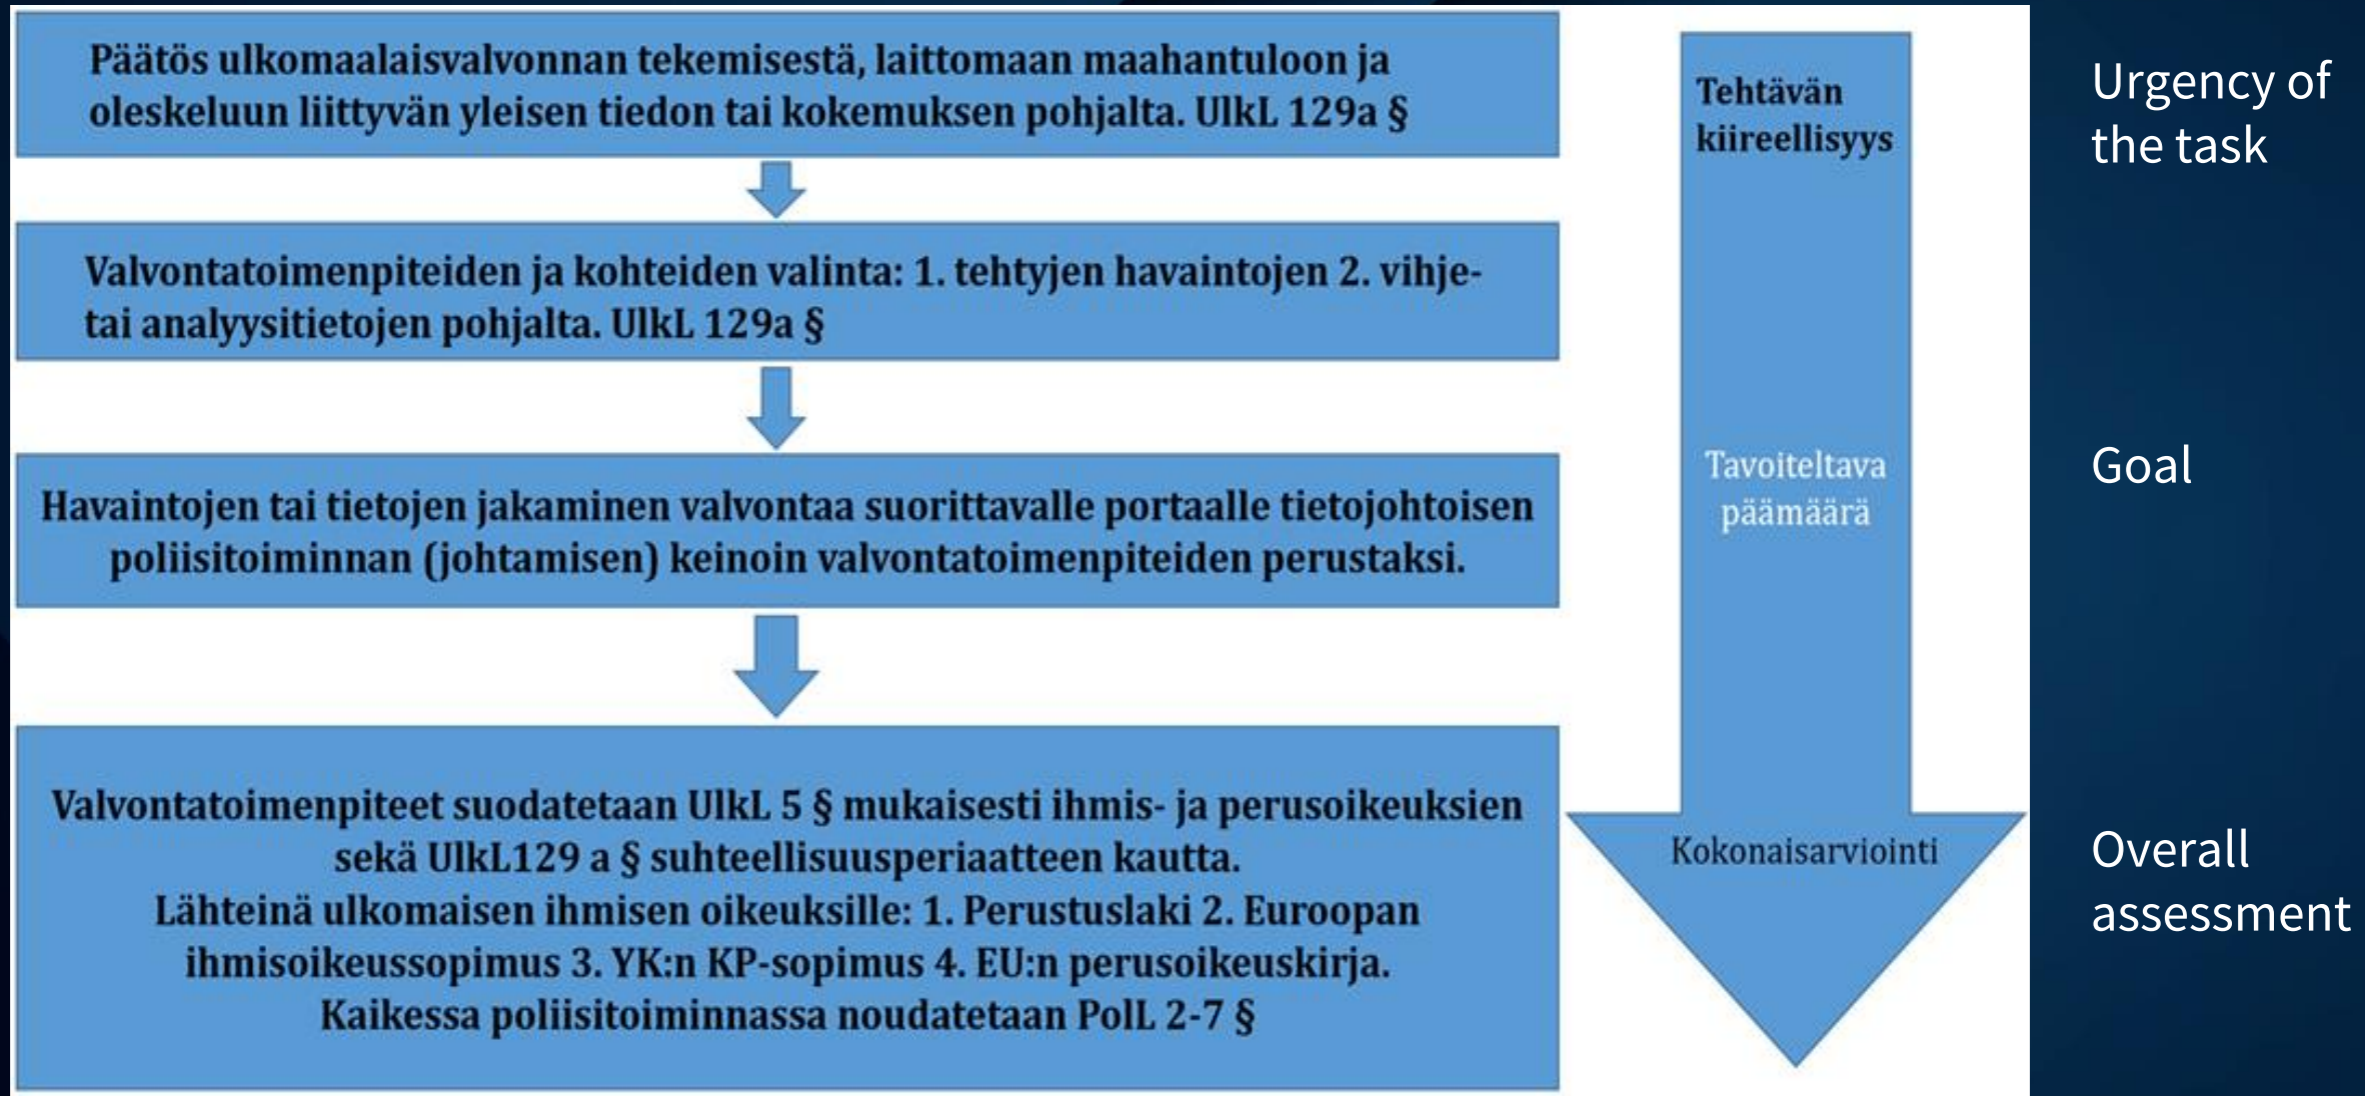 Päätös ulkomaalaisvalvonnan tekemisestä, laittomaan maahantuloon ja
oleskeluun liittyvän yleisen tiedon tai kokemuksen pohjalta. UlkL 129a §
Valvontatoimenpiteiden ja kohteiden valinta: 1. tehtyjen havaintojen 2. vihje-
tai analyysitietojen pohjalta. UlkL 129a §
Havaintojen tai tietojen jakaminen valvontaa suorittavalle portaalle tietojohtoisen
poliisitoiminnan (johtamisen) keinoin valvontatoimenpiteiden perustaksi.
Valvontatoimenpiteet suodatetaan UlkL 5 § mukaisesti ihmis- ja perusoikeuksien
sekä UlkL129 a § suhteellisuusperiaatteen kautta.
Lähteinä ulkomaisen ihmisen oikeuksille: 1. Perustuslaki 2. Euroopan
ihmisoikeussopimus 3. YK:n KP-sopimus 4. EU:n perusoikeuskirja.
Kaikessa poliisitoiminnassa noudatetaan PolL 2-7 §
Tehtävän
kiireellisyys
Tavoiteltava
päämäärä
Kokonaisarviointi
Urgency of
the task
Goal
Overall
assessment